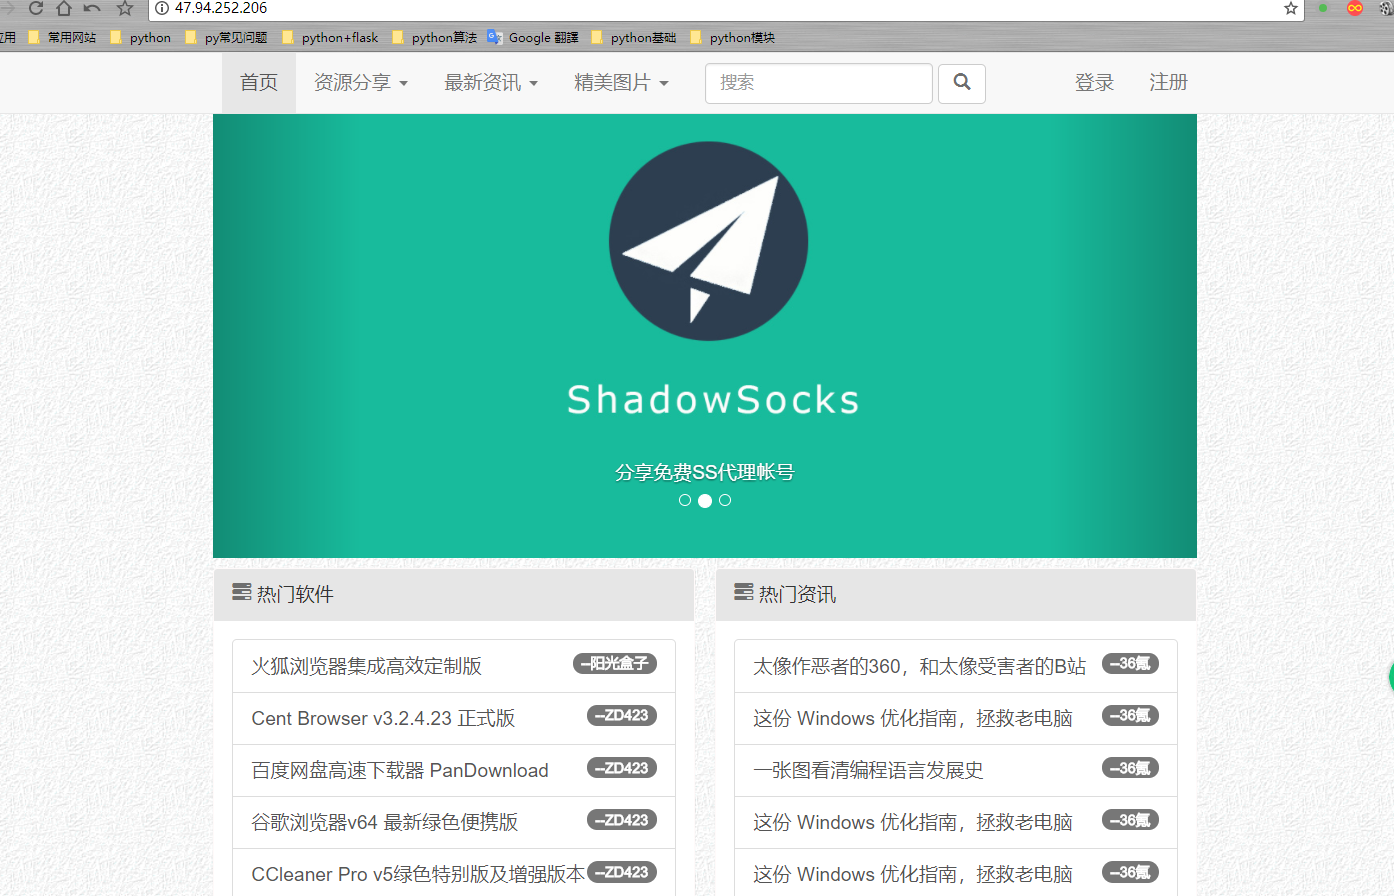 47.94.252.206
应用 常用网站 python py常见问题 python+flask python算法 Google 翻譯 python基础 python模块
首页 资源分享 最新资讯 精美图片 搜索 登录 注册
ShadowSocks
分享免费SS代理帐号
热门软件
火狐浏览器集成高效定制版 --阳光盒子
Cent Browser v3.2.4.23 正式版 --ZD423
百度网盘高速下载器 PanDownload --ZD423
谷歌浏览器v64 最新绿色便携版 --ZD423
CCleaner Pro v5绿色特别版及增强版本 --ZD423
热门资讯
太像作恶者的360，和太像受害者的B站 --36氪
这份 Windows 优化指南，拯救老电脑 --36氪
一张图看清编程语言发展史 --36氪
这份 Windows 优化指南，拯救老电脑 --36氪
这份 Windows 优化指南，拯救老电脑 --36氪